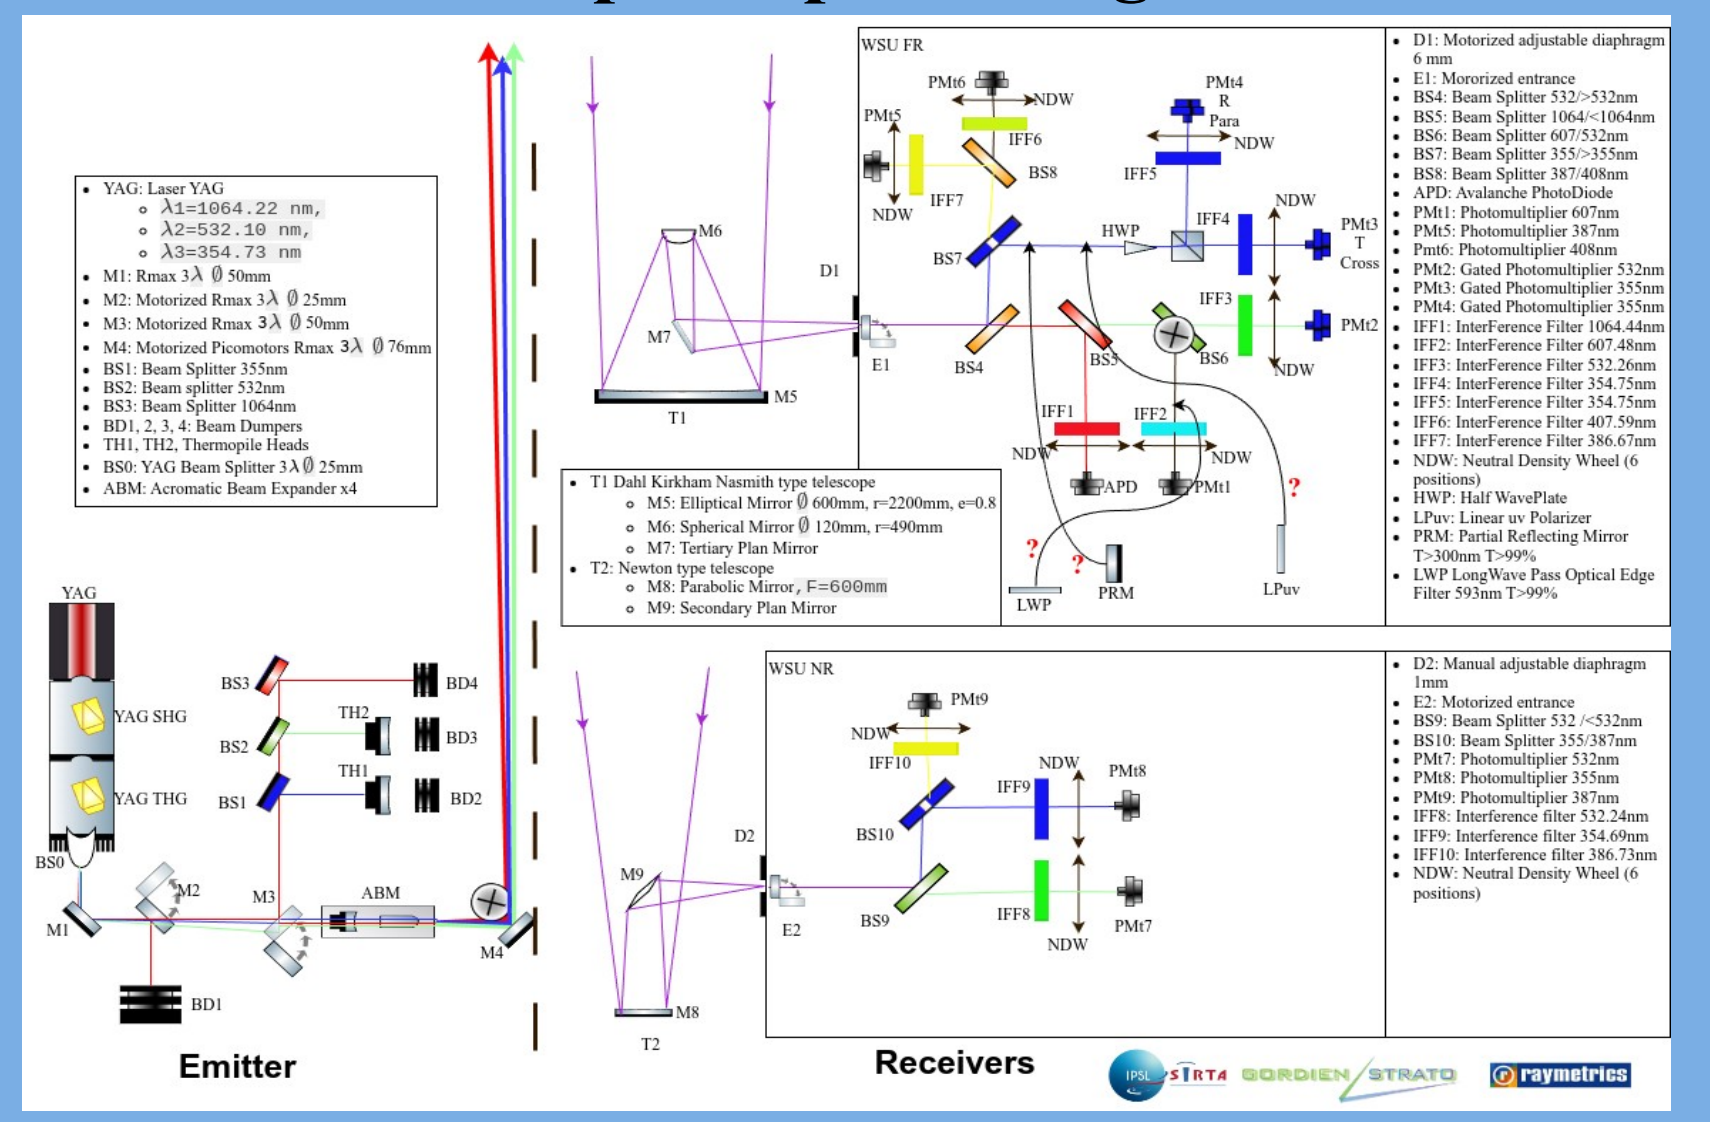 YAG: Laser YAG
λ1=1064.22 nm,
λ2=532.10 nm,
λ3=354.73 nm
M1: Rmax 3λ ∅ 50mm
M2: Motorized Rmax 3λ ∅ 25mm
M3: Motorized Rmax 3λ ∅ 50mm
M4: Motorized Picomotors Rmax 3λ ∅ 76mm
BS1: Beam Splitter 355nm
BS2: Beam splitter 532nm
BS3: Beam Splitter 1064nm
BD1, 2, 3, 4: Beam Dumpers
TH1, TH2, Thermopile Heads
BS0: YAG Beam Splitter 3λ∅ 25mm
ABM: Acromatic Beam Expander x4
YAG
YAG SHG
YAG THG
BS0
M1
M2
BD1
BS3
BD4
BS2
TH2
BD3
BS1
TH1
BD2
M3
ABM
M4
Emitter
M6
M7
M5
T1
D1
WSU FR
PMt6
NDW
PMt5
IFF6
BS8
IFF7
NDW
PMt4
R
Para
NDW
IFF5
BS7
HWP
IFF4
NDW
PMt3
T
Cross
E1
BS4
BS5
BS6
IFF3
PMt2
NDW
IFF1
IFF2
NDW
NDW
APD
PMt1
?
?
?
LWP
PRM
LPuv
T1 Dahl Kirkham Nasmith type telescope
M5: Elliptical Mirror ∅ 600mm, r=2200mm, e=0.8
M6: Spherical Mirror ∅ 120mm, r=490mm
M7: Tertiary Plan Mirror
T2: Newton type telescope
M8: Parabolic Mirror, F=600mm
M9: Secondary Plan Mirror
D1: Motorized adjustable diaphragm
6 mm
E1: Mororized entrance
BS4: Beam Splitter 532/>532nm
BS5: Beam Splitter 1064/<1064nm
BS6: Beam Splitter 607/532nm
BS7: Beam Splitter 355/>355nm
BS8: Beam Splitter 387/408nm
APD: Avalanche PhotoDiode
PMt1: Photomultiplier 607nm
PMt5: Photomultiplier 387nm
Pmt6: Photomultiplier 408nm
PMt2: Gated Photomultiplier 532nm
PMt3: Gated Photomultiplier 355nm
PMt4: Gated Photomultiplier 355nm
IFF1: InterFerence Filter 1064.44nm
IFF2: InterFerence Filter 607.48nm
IFF3: InterFerence Filter 532.26nm
IFF4: InterFerence Filter 354.75nm
IFF5: InterFerence Filter 354.75nm
IFF6: InterFerence Filter 407.59nm
IFF7: InterFerence Filter 386.67nm
NDW: Neutral Density Wheel (6
positions)
HWP: Half WavePlate
LPuv: Linear uv Polarizer
PRM: Partial Reflecting Mirror
T>300nm T>99%
LWP LongWave Pass Optical Edge
Filter 593nm T>99%
M9
M8
T2
D2
E2
WSU NR
PMt9
NDW
IFF10
BS10
IFF9
NDW
PMt8
BS9
IFF8
PMt7
NDW
D2: Manual adjustable diaphragm
1mm
E2: Motorized entrance
BS9: Beam Splitter 532 /<532nm
BS10: Beam Splitter 355/387nm
PMt7: Photomultiplier 532nm
PMt8: Photomultiplier 355nm
PMt9: Photomultiplier 387nm
IFF8: Interference filter 532.24nm
IFF9: Interference filter 354.69nm
IFF10: Interference filter 386.73nm
NDW: Neutral Density Wheel (6
positions)
Receivers
IPSL SIRTA GORDIEN/STRATO raymetrics